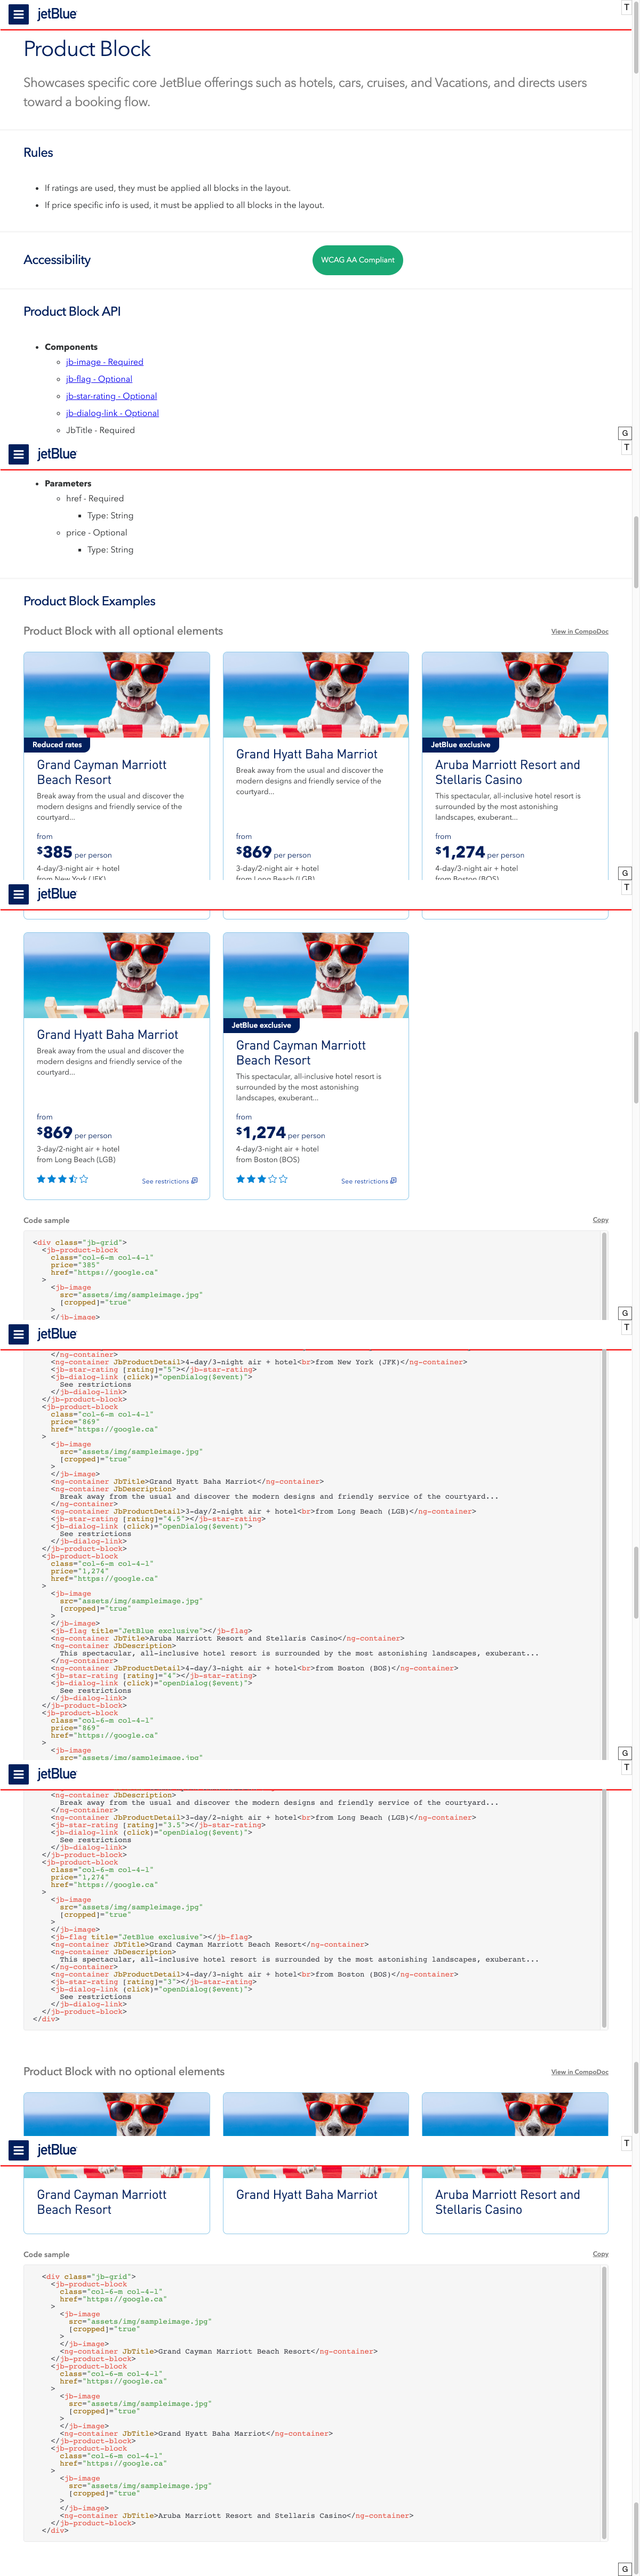 jetBlue
T
Product Block
Showcases specific core JetBlue offerings such as hotels, cars, cruises, and Vacations, and directs users
toward a booking flow.
Rules
If ratings are used, they must be applied all blocks in the layout.
If price specific info is used, it must be applied to all blocks in the layout.
Accessibility
WCAG AA Compliant
Product Block API
Components
jb-image - Required
jb-flag - Optional
jb-star-rating - Optional
jb-dialog-link - Optional
JbTitle - Required
G
jetBlue
T
Parameters
href - Required
Type: String
price - Optional
Type: String
Product Block Examples
Product Block with all optional elements
View in CompoDoc
Reduced rates
Grand Cayman Marriott
Beach Resort
Break away from the usual and discover the
modern designs and friendly service of the
courtyard...
from
$385 per person
4-day/3-night air + hotel
from New York (JFK)
Grand Hyatt Baha Marriot
Break away from the usual and discover the
modern designs and friendly service of the
courtyard...
from
$869 per person
3-day/2-night air + hotel
from Long Beach (LGB)
JetBlue exclusive
Aruba Marriott Resort and
Stellaris Casino
This spectacular, all-inclusive hotel resort is
surrounded by the most astonishing
landscapes, exuberant...
from
$1,274 per person
4-day/3-night air + hotel
from Boston (BOS)
G
jetBlue
T
Grand Hyatt Baha Marriot
Break away from the usual and discover the
modern designs and friendly service of the
courtyard...
from
$869 per person
3-day/2-night air + hotel
from Long Beach (LGB)
See restrictions
JetBlue exclusive
Grand Cayman Marriott
Beach Resort
This spectacular, all-inclusive hotel resort is
surrounded by the most astonishing
landscapes, exuberant...
from
$1,274 per person
4-day/3-night air + hotel
from Boston (BOS)
See restrictions
Code sample
Copy
<div class="jb-grid">
<jb-product-block
class="col-6-m col-4-l"
price="385"
href="https://google.ca"
>
<jb-image
src="assets/img/sampleimage.jpg"
[cropped]="true"
>
</jb-image>
G
jetBlue
T
</ng-container>
<ng-container JbProductDetail>4-day/3-night air + hotel<br>from New York (JFK)</ng-container>
<jb-star-rating [rating]="5"></jb-star-rating>
<jb-dialog-link (click)="openDialog($event)">
See restrictions
</jb-dialog-link>
</jb-product-block>
<jb-product-block
class="col-6-m col-4-l"
price="869"
href="https://google.ca"
>
<jb-image
src="assets/img/sampleimage.jpg"
[cropped]="true"
>
</jb-image>
<ng-container JbTitle>Grand Hyatt Baha Marriot</ng-container>
<ng-container JbDescription>
Break away from the usual and discover the modern designs and friendly service of the courtyard...
</ng-container>
<ng-container JbProductDetail>3-day/2-night air + hotel<br>from Long Beach (LGB)</ng-container>
<jb-star-rating [rating]="4.5"></jb-star-rating>
<jb-dialog-link (click)="openDialog($event)">
See restrictions
</jb-dialog-link>
</jb-product-block>
<jb-product-block
class="col-6-m col-4-l"
price="1,274"
href="https://google.ca"
>
<jb-image
src="assets/img/sampleimage.jpg"
[cropped]="true"
>
</jb-image>
<jb-flag title="JetBlue exclusive"></jb-flag>
<ng-container JbTitle>Aruba Marriott Resort and Stellaris Casino</ng-container>
<ng-container JbDescription>
This spectacular, all-inclusive hotel resort is surrounded by the most astonishing landscapes, exuberant...
</ng-container>
<ng-container JbProductDetail>4-day/3-night air + hotel<br>from Boston (BOS)</ng-container>
<jb-star-rating [rating]="4"></jb-star-rating>
<jb-dialog-link (click)="openDialog($event)">
See restrictions
</jb-dialog-link>
</jb-product-block>
<jb-product-block
class="col-6-m col-4-l"
price="869"
href="https://google.ca"
>
<jb-image
src="assets/img/sampleimage.jpg"
G
jetBlue
T
<ng-container JbDescription>
Break away from the usual and discover the modern designs and friendly service of the courtyard...
</ng-container>
<ng-container JbProductDetail>3-day/2-night air + hotel<br>from Long Beach (LGB)</ng-container>
<jb-star-rating [rating]="3.5"></jb-star-rating>
<jb-dialog-link (click)="openDialog($event)">
See restrictions
</jb-dialog-link>
</jb-product-block>
<jb-product-block
class="col-6-m col-4-l"
price="1,274"
href="https://google.ca"
>
<jb-image
src="assets/img/sampleimage.jpg"
[cropped]="true"
>
</jb-image>
<jb-flag title="JetBlue exclusive"></jb-flag>
<ng-container JbTitle>Grand Cayman Marriott Beach Resort</ng-container>
<ng-container JbDescription>
This spectacular, all-inclusive hotel resort is surrounded by the most astonishing landscapes, exuberant...
</ng-container>
<ng-container JbProductDetail>4-day/3-night air + hotel<br>from Boston (BOS)</ng-container>
<jb-star-rating [rating]="3"></jb-star-rating>
<jb-dialog-link (click)="openDialog($event)">
See restrictions
</jb-dialog-link>
</jb-product-block>
</div>
Product Block with no optional elements
View in CompoDoc
jetBlue
T
Grand Cayman Marriott
Beach Resort
Grand Hyatt Baha Marriot
Aruba Marriott Resort and
Stellaris Casino
Code sample
Copy
<div class="jb-grid">
<jb-product-block
class="col-6-m col-4-l"
href="https://google.ca"
>
<jb-image
src="assets/img/sampleimage.jpg"
[cropped]="true"
>
</jb-image>
<ng-container JbTitle>Grand Cayman Marriott Beach Resort</ng-container>
</jb-product-block>
<jb-product-block
class="col-6-m col-4-l"
href="https://google.ca"
>
<jb-image
src="assets/img/sampleimage.jpg"
[cropped]="true"
>
</jb-image>
<ng-container JbTitle>Grand Hyatt Baha Marriot</ng-container>
</jb-product-block>
<jb-product-block
class="col-6-m col-4-l"
href="https://google.ca"
>
<jb-image
src="assets/img/sampleimage.jpg"
[cropped]="true"
>
</jb-image>
<ng-container JbTitle>Aruba Marriott Resort and Stellaris Casino</ng-container>
</jb-product-block>
</div>
G